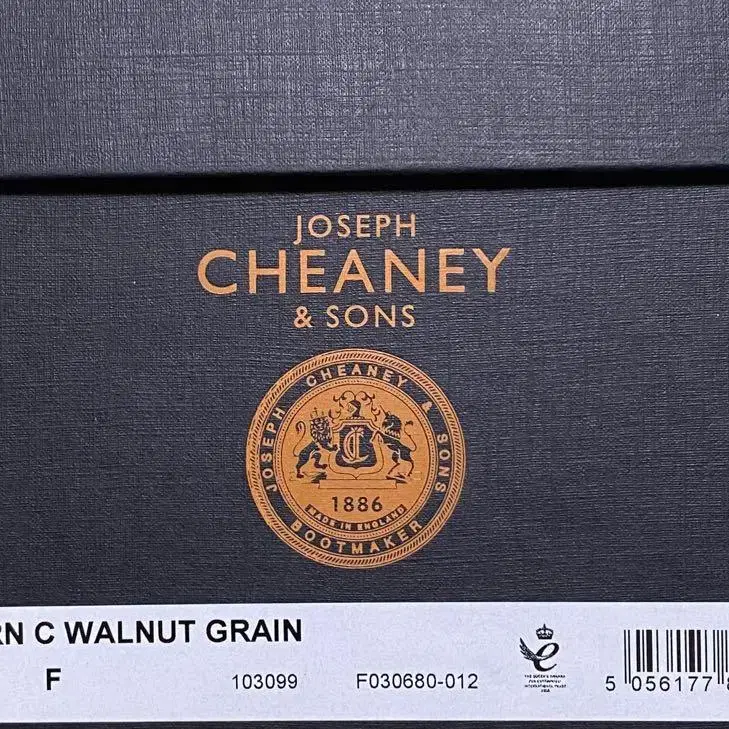 JOSEPH
CHEANEY
& SONS
JOSEPH CHEANEY & SONS
1886
MADE IN ENGLAND
BOOTMAKER
RN C WALNUT GRAIN
F
103099
F030680-012
5 056177